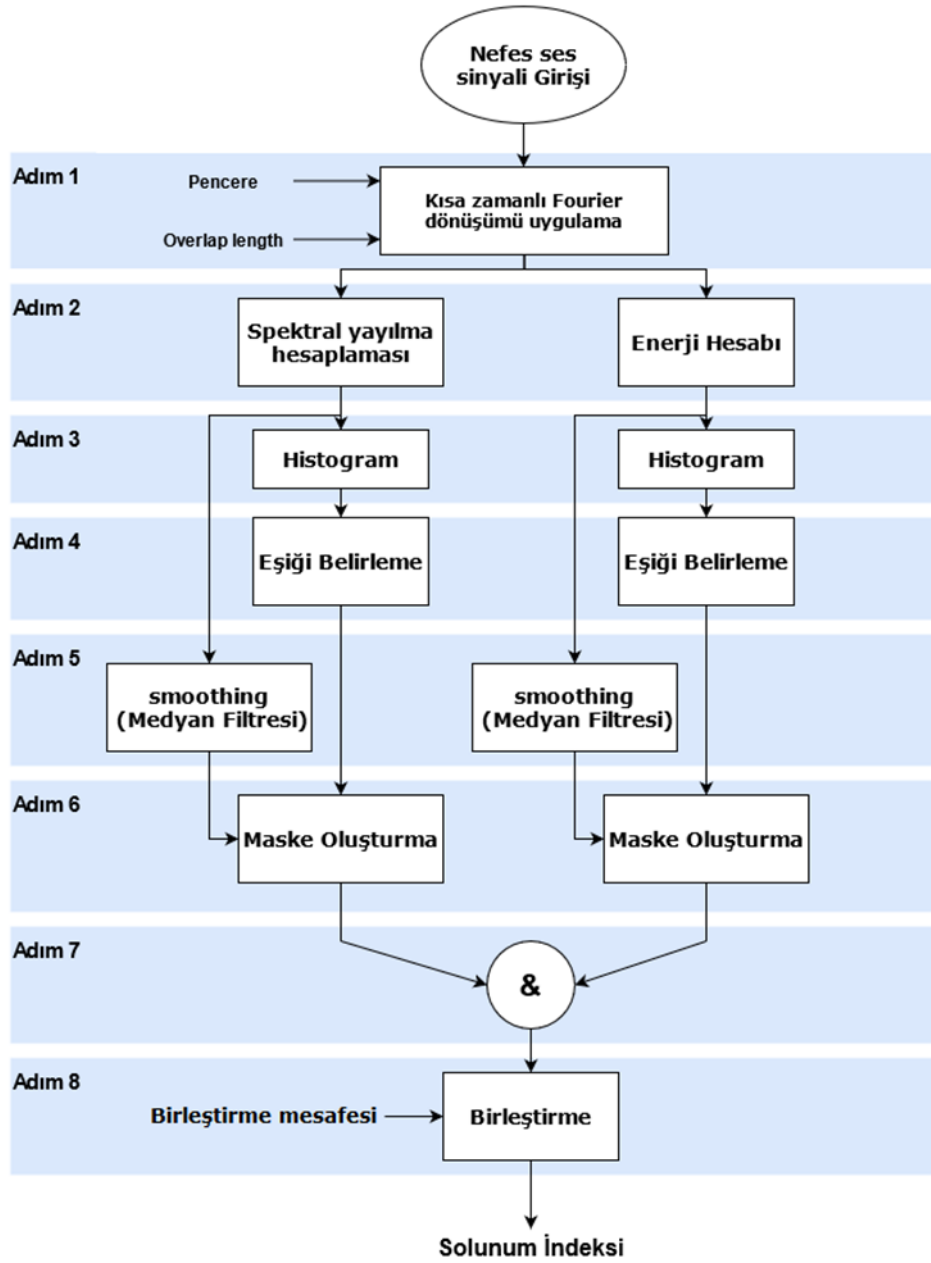 Nefes ses
sinyali Girişi
Adım 1
Pencere
Overlap length
Kısa zamanlı Fourier
dönüşümü uygulama
Adım 2
Spektral yayılma
hesaplaması
Enerji Hesabı
Adım 3
Histogram
Histogram
Adım 4
Eşiği Belirleme
Eşiği Belirleme
Adım 5
smoothing
(Medyan Filtresi)
smoothing
(Medyan Filtresi)
Adım 6
Maske Oluşturma
Maske Oluşturma
Adım 7
&
Adım 8
Birleştirme mesafesi
Birleştirme
Solunum İndeksi